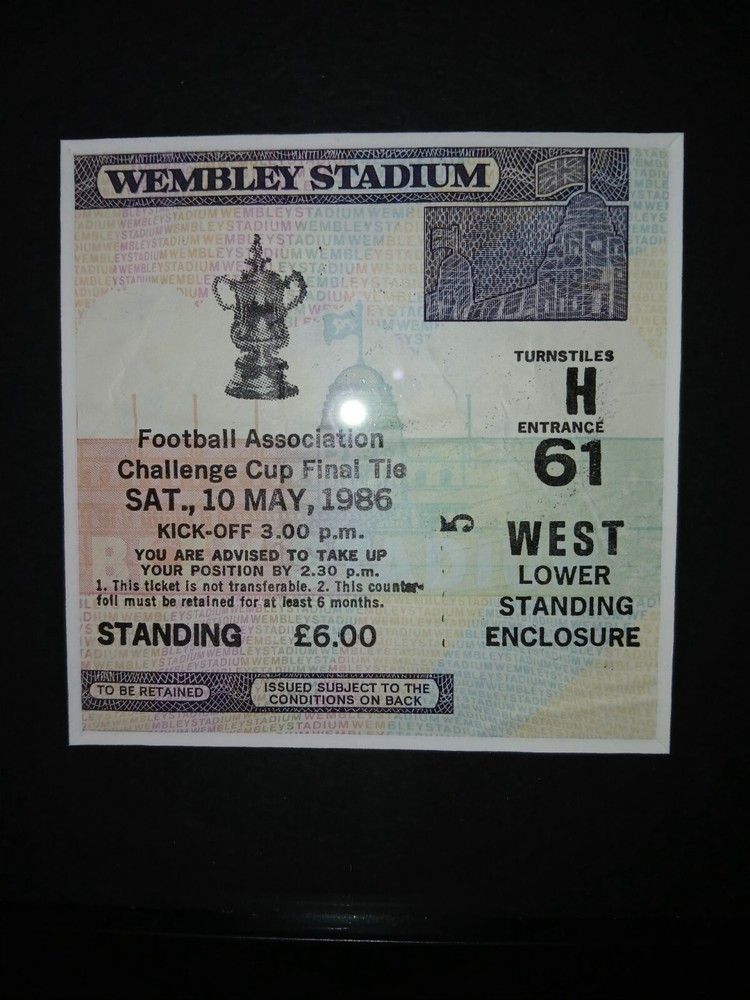 WEMBLEY STADIUM
Football Association
Challenge Cup Final Tie
SAT., 10 MAY, 1986
KICK-OFF 3.00 p.m.
YOU ARE ADVISED TO TAKE UP
YOUR POSITION BY 2.30 p.m.
1. This ticket is not transferable. 2. This counter-
foil must be retained for at least 6 months.
STANDING £6.00
TO BE RETAINED
ISSUED SUBJECT TO THE
CONDITIONS ON BACK
TURNSTILES
H
ENTRANCE
61
5
WEST
LOWER
STANDING
ENCLOSURE